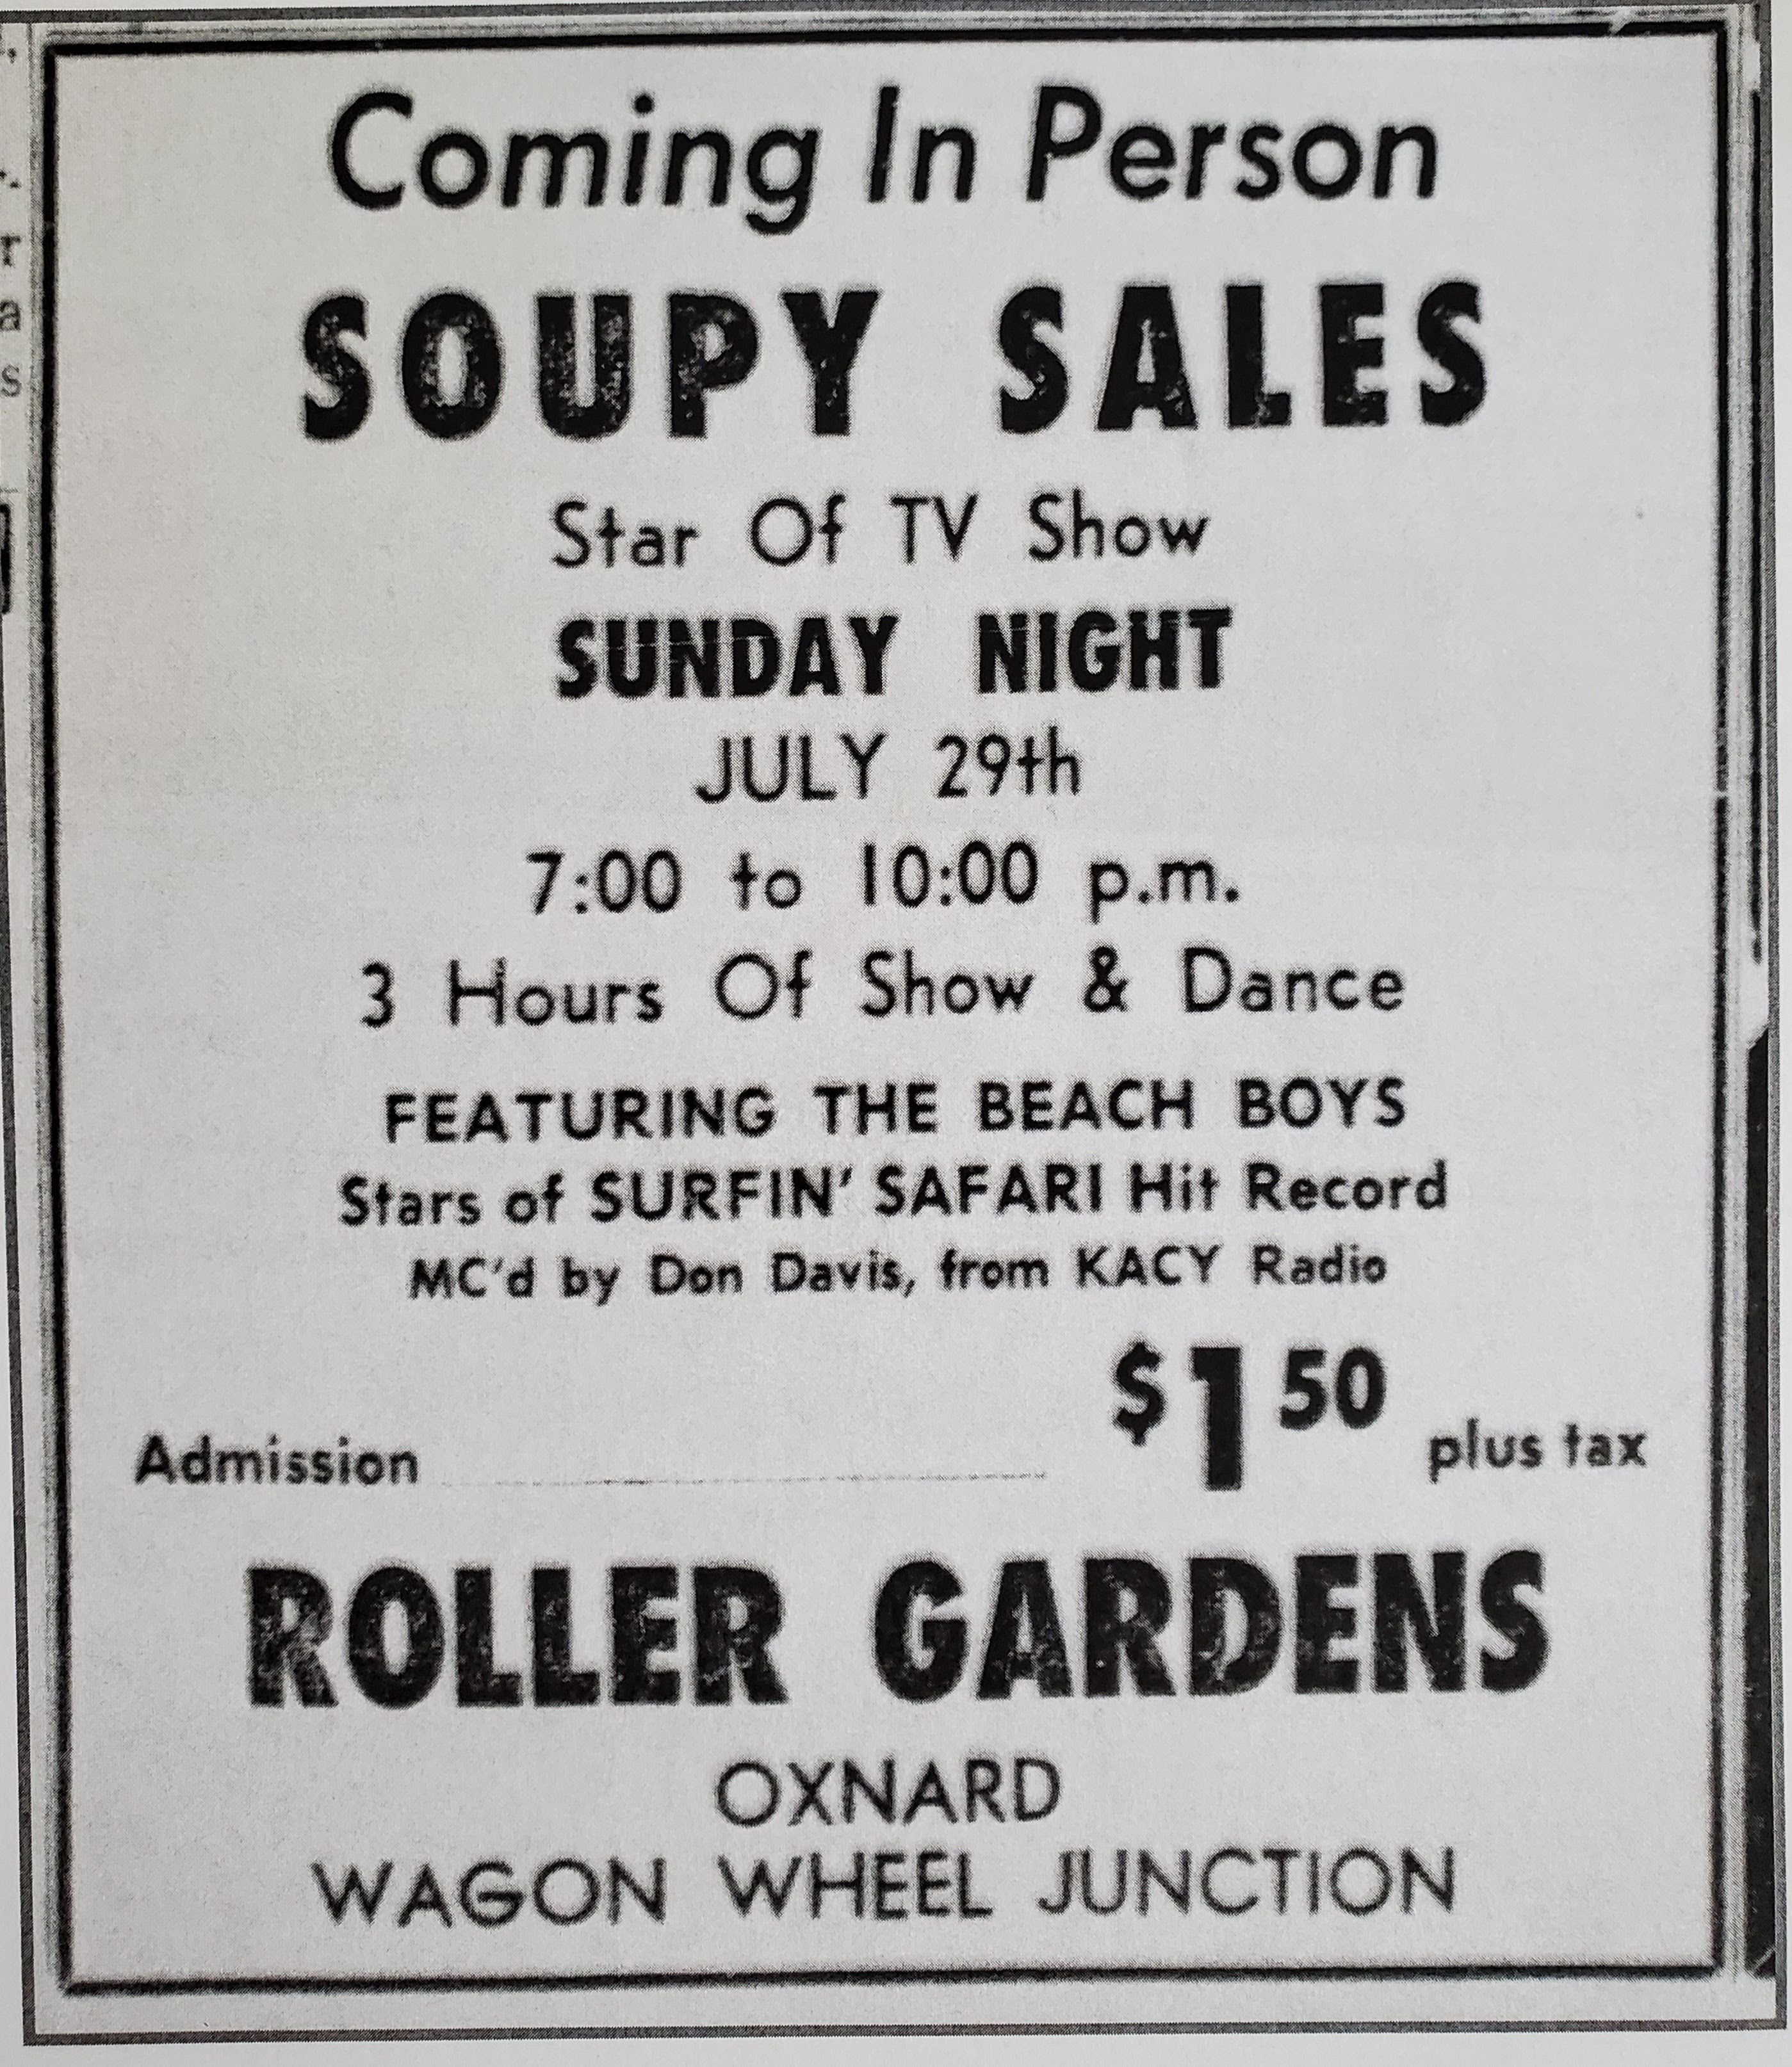 Coming In Person
SOUPY SALES
Star Of TV Show
SUNDAY NIGHT
JULY 29th
7:00 to 10:00 p.m.
3 Hours Of Show & Dance
FEATURING THE BEACH BOYS
Stars of SURFIN' SAFARI Hit Record
MC'd by Don Davis, from KACY Radio
Admission $1 50 plus tax
ROLLER GARDENS
OXNARD
WAGON WHEEL JUNCTION